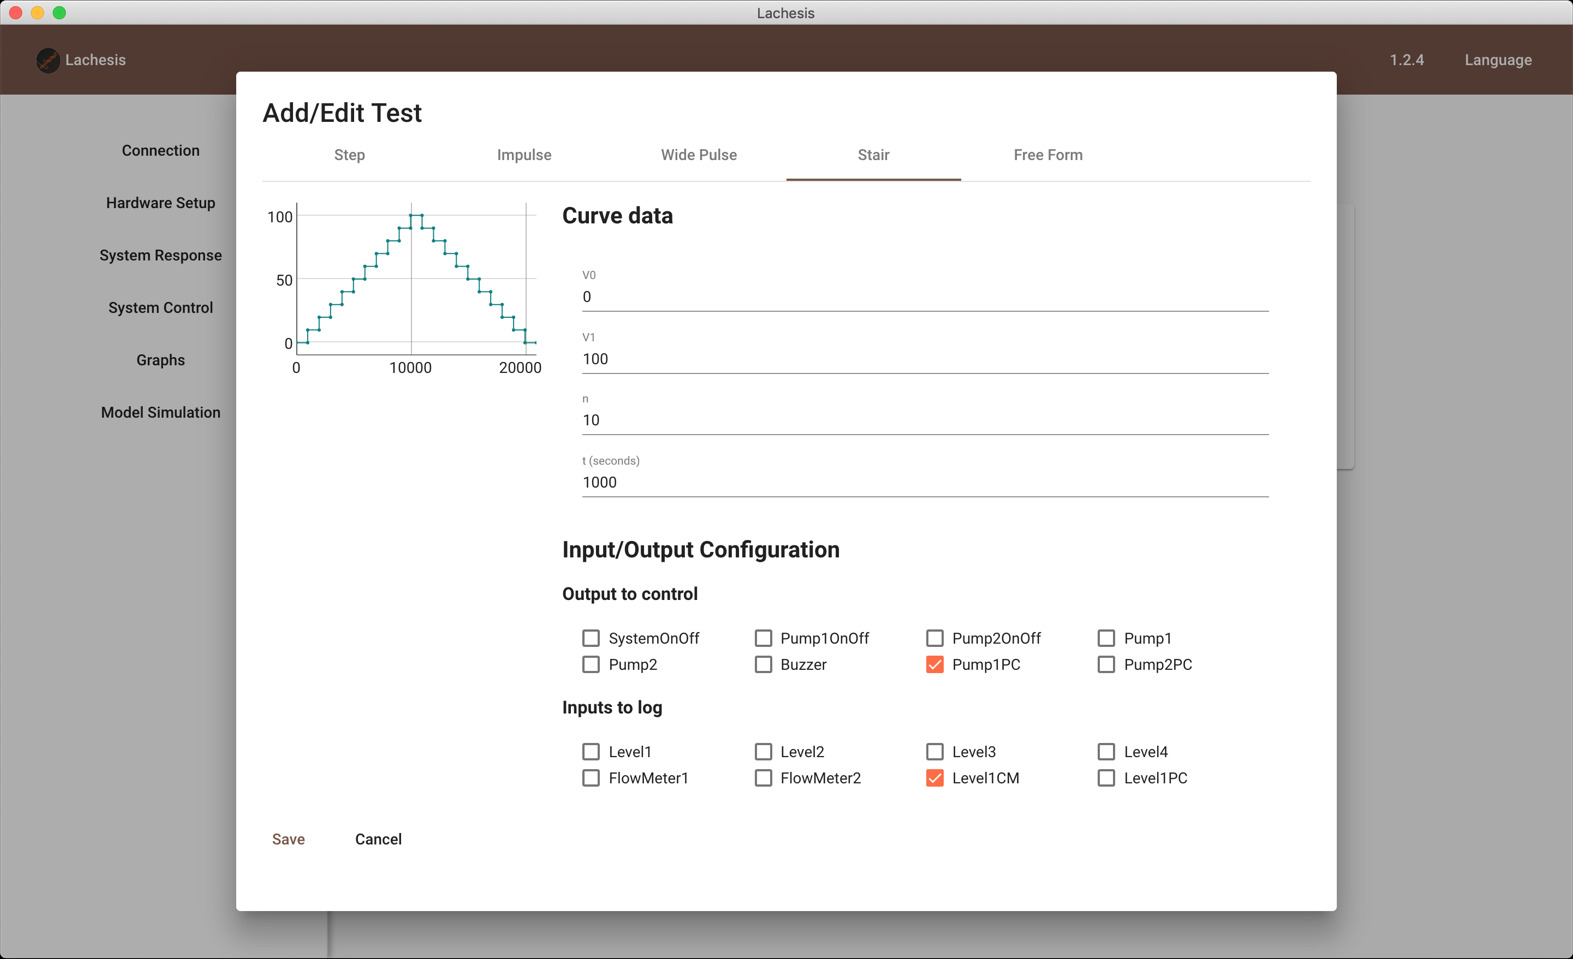 Lachesis
Lachesis
1.2.4
Language
Add/Edit Test
Step
Impulse
Wide Pulse
Stair
Free Form
Connection
Hardware Setup
System Response
System Control
Graphs
Model Simulation
100
50
0
0
10000
20000
Curve data
V0
0
V1
100
n
10
t (seconds)
1000
Input/Output Configuration
Output to control
SystemOnOff
Pump1OnOff
Pump2OnOff
Pump1
Pump2
Buzzer
Pump1PC
Pump2PC
Inputs to log
Level1
Level2
Level3
Level4
FlowMeter1
FlowMeter2
Level1CM
Level1PC
Save
Cancel